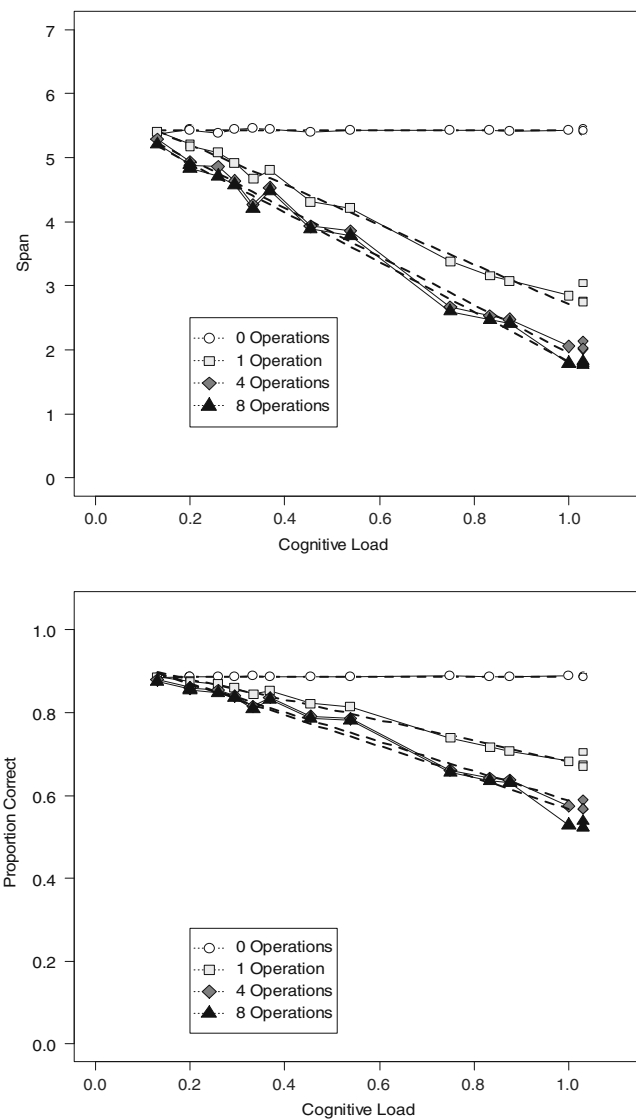 7
6
5
4
3
2
1
0
Span
0 Operations
1 Operation
4 Operations
8 Operations
0.0 0.2 0.4 0.6 0.8 1.0
Cognitive Load
1.0
0.8
0.6
0.4
0.2
0.0
Proportion Correct
0 Operations
1 Operation
4 Operations
8 Operations
0.0 0.2 0.4 0.6 0.8 1.0
Cognitive Load